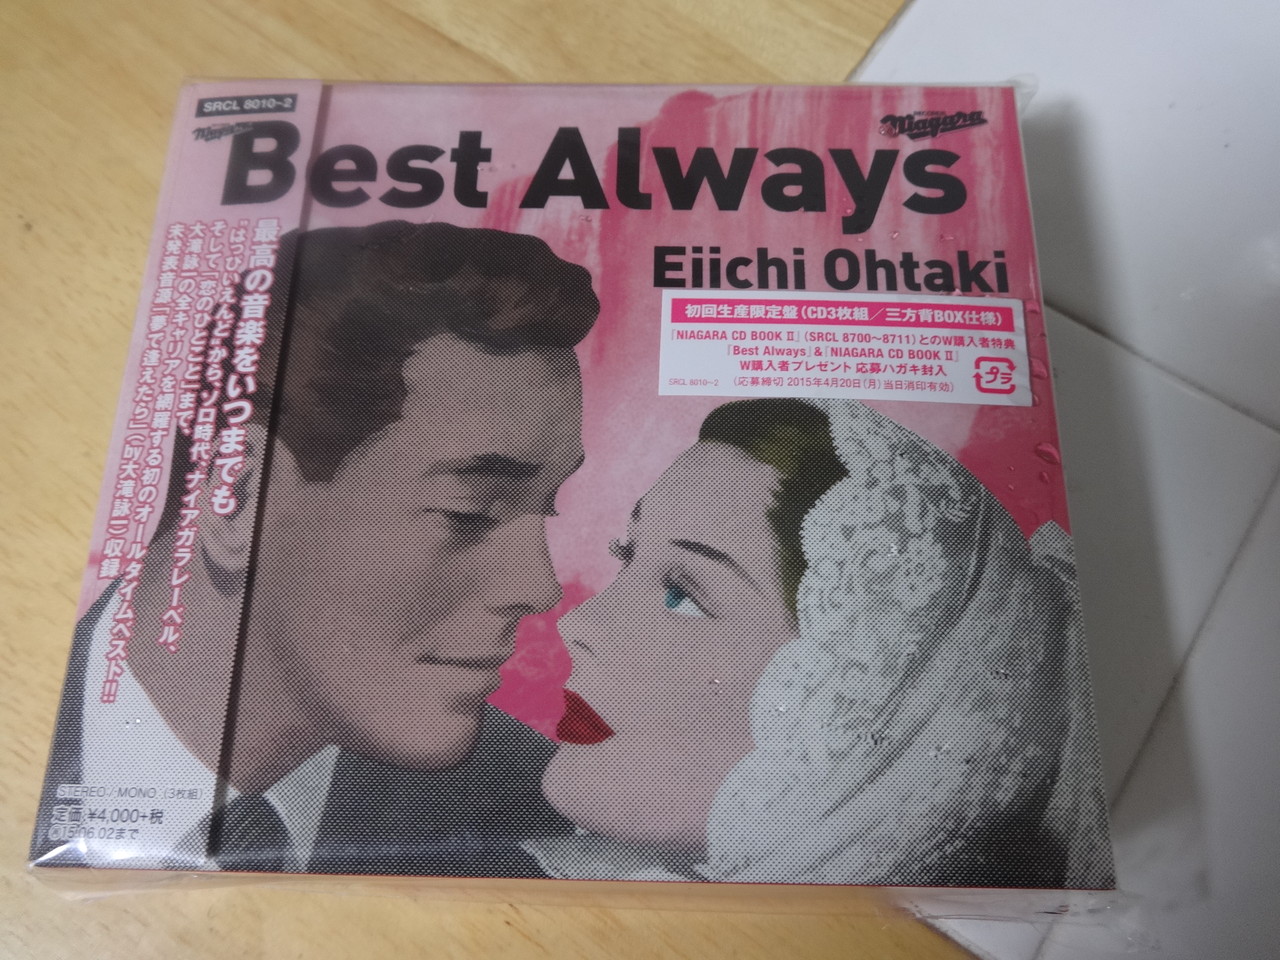 SRCL 8010~2
Niagara
Best Always
Niagara
Eiichi Ohtaki
初回生産限定盤(CD3枚組/三方背BOX仕様)
『NIAGARA CD BOOK Ⅱ』(SRCL 8700~8711)とのW購入者特典
『Best Always』&『NIAGARA CD BOOK Ⅱ』
W購入者プレゼント 応募ハガキ封入
SRCL 8010~2 (応募締切 2015年4月20日(月)当日消印有効)
プラ
最高の音楽をいつまでも
“はっぴいえんど”から、ソロ時代、ナイアガラレーベル、
そして「恋のひとこと」まで、
大滝詠一の全キャリアを網羅する初のオールタイムベスト!!
未発表音源「夢で逢えたら」(by大滝詠一)収録
STEREO / MONO (3枚組)
定価 ¥4,000+税
15.06.02まで